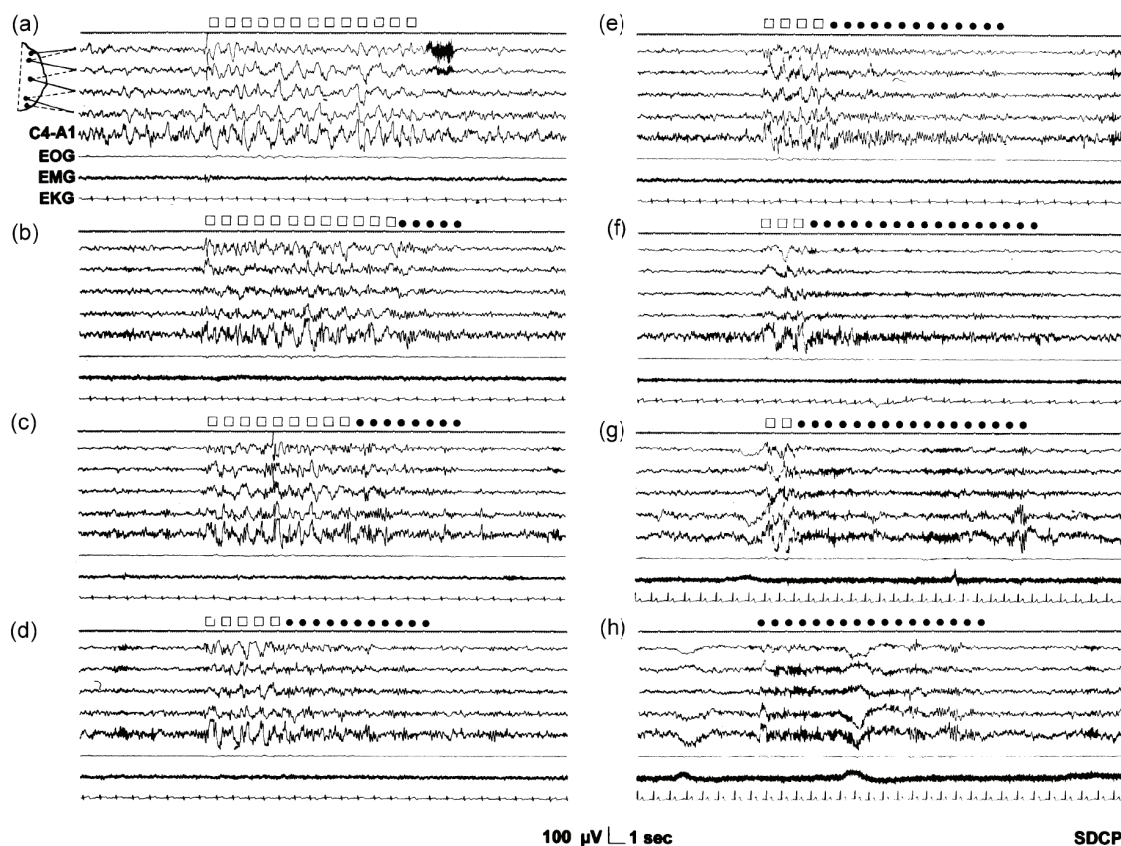 (a)
C4-A1
EOG
EMG
EKG
(b)
(c)
(d)
(e)
(f)
(g)
(h)
100 µV 1 sec
SDCP